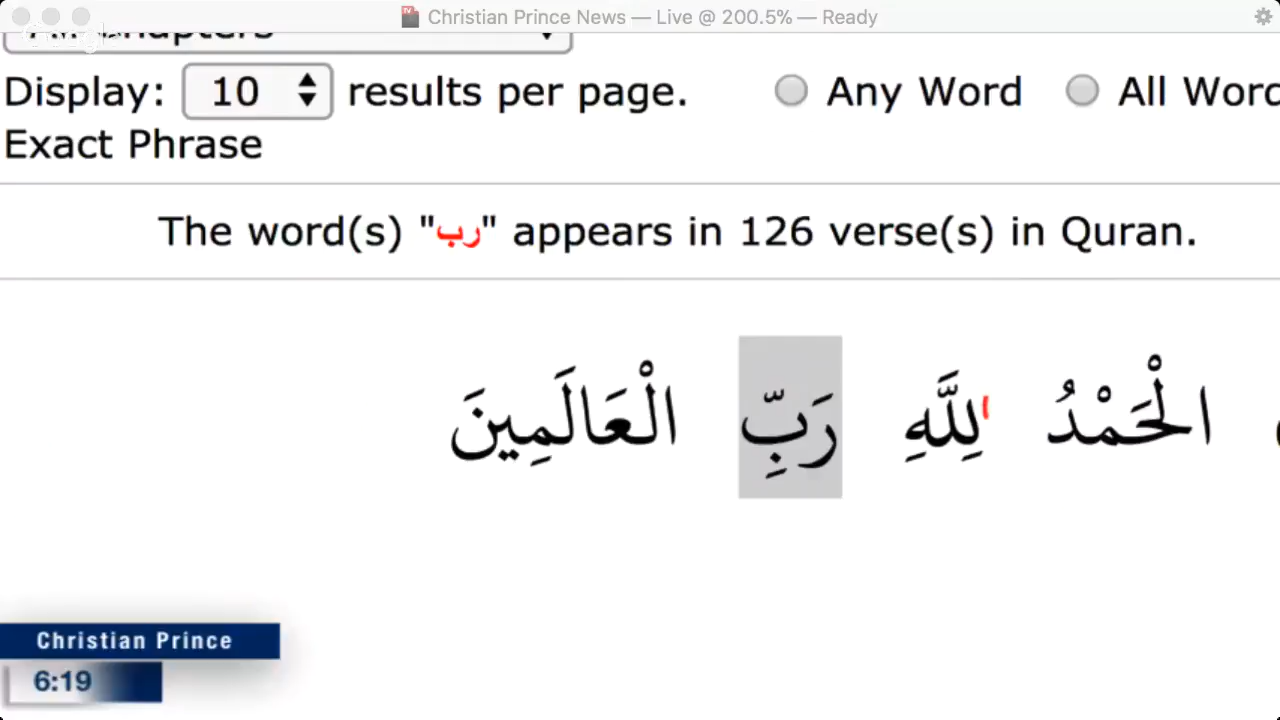 Christian Prince News — Live @ 200.5% — Ready
Display: 10 results per page. Any Word
Exact Phrase
The word(s) "رب" appears in 126 verse(s) in Quran.
الْحَمْدُ لِلَّهِ رَبِّ الْعَالَمِينَ
Christian Prince
6:19